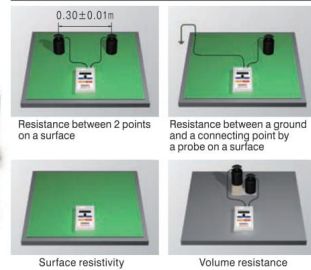 0.30±0.01m
Resistance between 2 points
on a surface
Resistance between a ground
and a connecting point by
a probe on a surface
Surface resistivity
Volume resistance